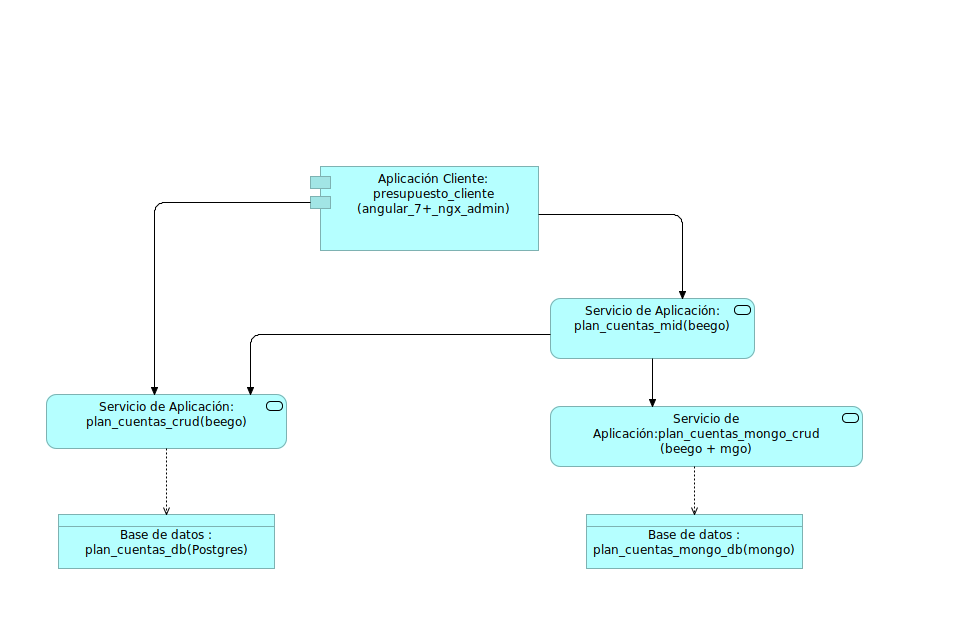 Aplicación Cliente:
presupuesto_cliente
(angular_7+_ngx_admin)
Servicio de Aplicación:
plan_cuentas_mid(beego)
Servicio de Aplicación:
plan_cuentas_crud(beego)
Servicio de
Aplicación:plan_cuentas_mongo_crud
(beego + mgo)
Base de datos :
plan_cuentas_db(Postgres)
Base de datos :
plan_cuentas_mongo_db(mongo)